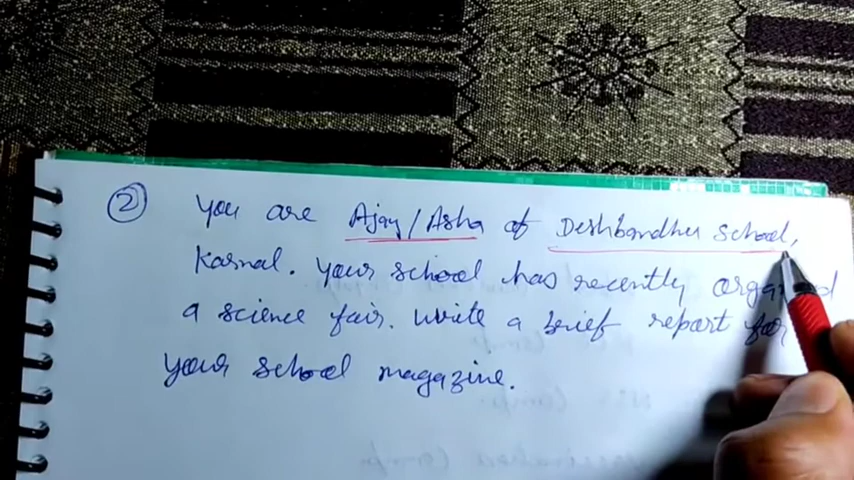 ② You are Ajay/Asha of Deshbandhu School,
Karnal. Your school has recently
a science fair. Write a brief report for
your school magazine.